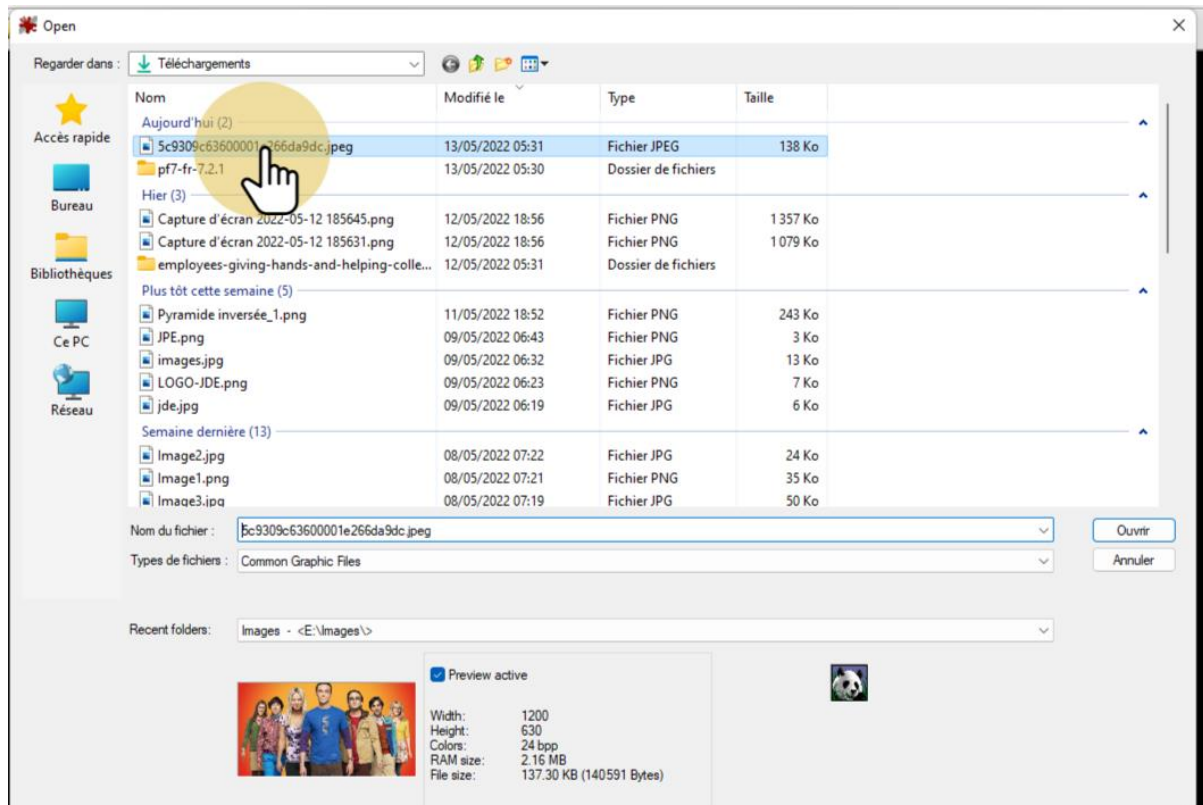 Open
Regarder dans : Téléchargements
Accès rapide
Bureau
Bibliothèques
Ce PC
Réseau
Nom Modifié le Type Taille
Aujourd'hui (2)
5c9309c63600001e266da9dc.jpeg 13/05/2022 05:31 Fichier JPEG 138 Ko
pf7-fr-7.2.1 13/05/2022 05:30 Dossier de fichiers
Hier (3)
Capture d'écran 2022-05-12 185645.png 12/05/2022 18:56 Fichier PNG 1 357 Ko
Capture d'écran 2022-05-12 185631.png 12/05/2022 18:56 Fichier PNG 1 079 Ko
employees-giving-hands-and-helping-colle... 12/05/2022 05:31 Dossier de fichiers
Plus tôt cette semaine (5)
Pyramide inversée_1.png 11/05/2022 18:52 Fichier PNG 243 Ko
JPE.png 09/05/2022 06:43 Fichier PNG 3 Ko
images.jpg 09/05/2022 06:32 Fichier JPG 13 Ko
LOGO-JDE.png 09/05/2022 06:23 Fichier PNG 7 Ko
jde.jpg 09/05/2022 06:19 Fichier JPG 6 Ko
Semaine dernière (13)
Image2.jpg 08/05/2022 07:22 Fichier JPG 24 Ko
Image1.png 08/05/2022 07:21 Fichier PNG 35 Ko
Image3.jpg 08/05/2022 07:19 Fichier JPG 50 Ko
Nom du fichier : 5c9309c63600001e266da9dc.jpeg Ouvrir
Types de fichiers : Common Graphic Files Annuler
Recent folders: Images - <E:\Images\>
Preview active
Width: 1200
Height: 630
Colors: 24 bpp
RAM size: 2.16 MB
File size: 137.30 KB (140591 Bytes)